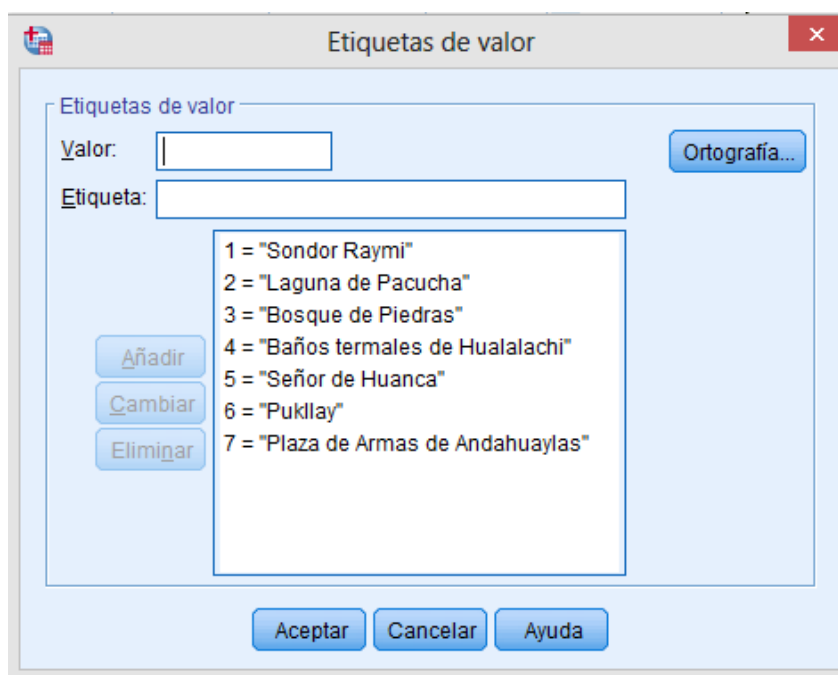 Etiquetas de valor
Etiquetas de valor
Valor:
Ortografía...
Etiqueta:
1 = "Sondor Raymi"
2 = "Laguna de Pacucha"
3 = "Bosque de Piedras"
4 = "Baños termales de Hualalachi"
5 = "Señor de Huanca"
6 = "Pukllay"
7 = "Plaza de Armas de Andahuaylas"
Añadir
Cambiar
Eliminar
Aceptar Cancelar Ayuda